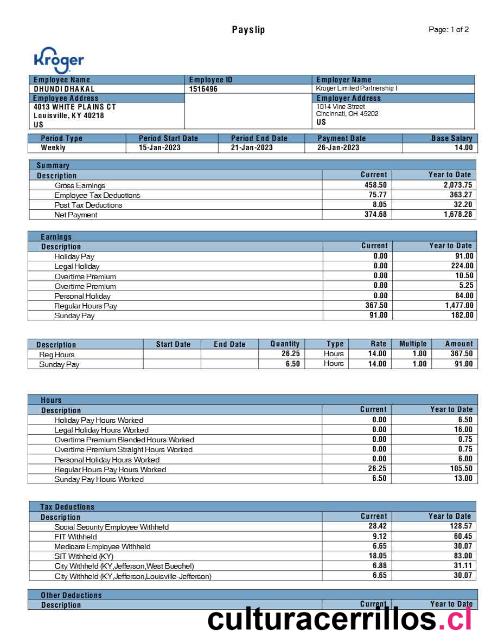 Payslip
Page: 1 of 2
Kroger
Employee Name Employee ID Employer Name
DHUNDI DHAKAL 1516496 Kroger Limited Partnership I
Employee Address Employer Address
4013 WHITE PLAINS CT 1014 Vine Street
Louisville, KY 40218 Cincinnati, OH 45202
US US
Period Type Period Start Date Period End Date Payment Date Base Salary
Weekly 15-Jan-2023 21-Jan-2023 26-Jan-2023 14.00
Summary
Description Current Year to Date
Gross Earnings 458.50 2,073.75
Employee Tax Deductions 75.77 363.27
Post Tax Deductions 8.05 32.20
Net Payment 374.68 1,678.28
Earnings
Description Current Year to Date
Holiday Pay 0.00 91.00
Legal Holiday 0.00 224.00
Overtime Premium 0.00 10.50
Overtime Premium 0.00 5.25
Personal Holiday 0.00 84.00
Regular Hours Pay 367.50 1,477.00
Sunday Pay 91.00 182.00
Description Start Date End Date Quantity Type Rate Multiple Amount
Reg Hours 26.25 Hours 14.00 1.00 367.50
Sunday Pay 6.50 Hours 14.00 1.00 91.00
Hours
Description Current Year to Date
Holiday Pay Hours Worked 0.00 6.50
Legal Holiday Hours Worked 0.00 16.00
Overtime Premium Blended Hours Worked 0.00 0.75
Overtime Premium Straight Hours Worked 0.00 0.75
Personal Holiday Hours Worked 0.00 6.00
Regular Hours Pay Hours Worked 26.25 105.50
Sunday Pay Hours Worked 6.50 13.00
Tax Deductions
Description Current Year to Date
Social Security Employee Withheld 28.42 128.57
FIT Withheld 9.12 60.45
Medicare Employee Withheld 6.65 30.07
SIT Withheld (KY) 18.05 83.00
City Withheld (KY,Jefferson,West Buechel) 6.88 31.11
City Withheld (KY,Jefferson,Louisville-Jefferson) 6.65 30.07
Other Deductions
Description Current Year to Date
culturacerrillos.cl